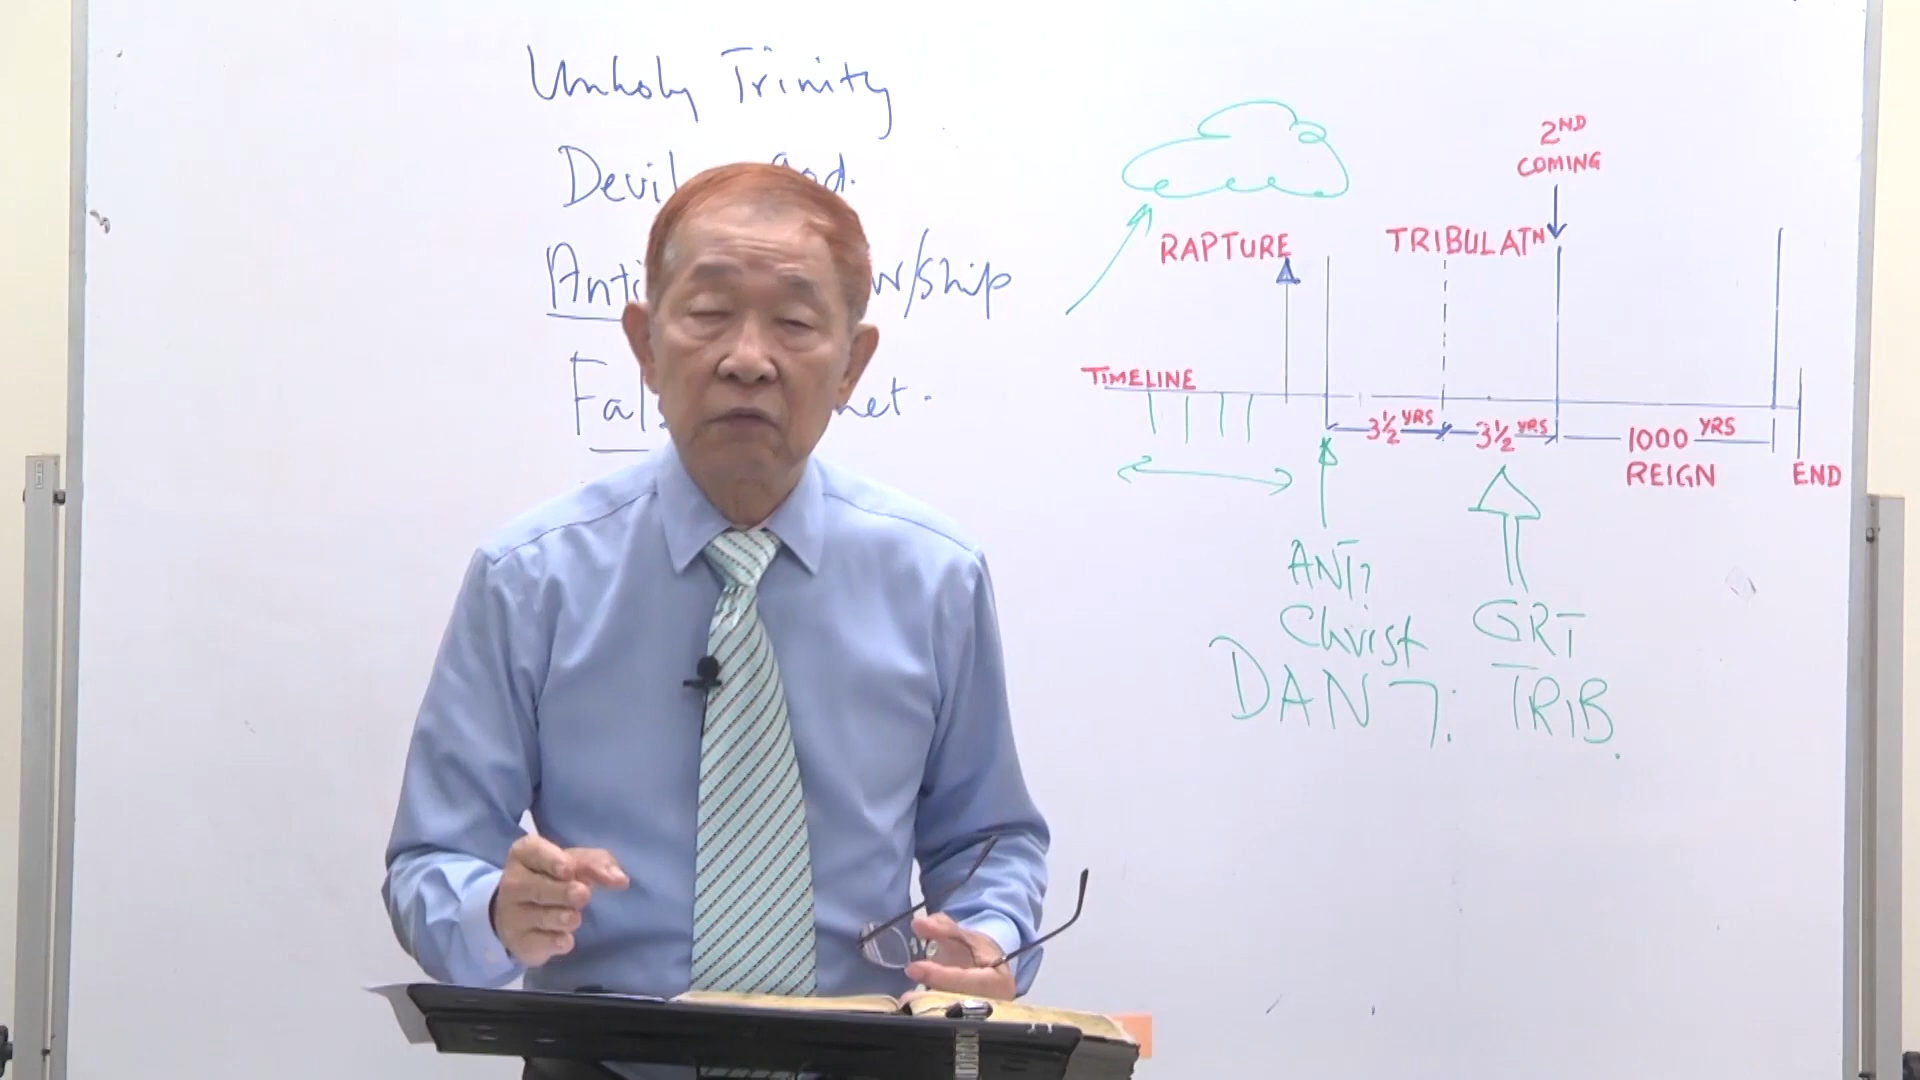 Unholy Trinity
Devil
Anti w/ship
Fal het.
2ND
COMING
RAPTURE
TRIBULATN
TIMELINE
3½ YRS
3½ YRS
1000 YRS
REIGN
END
ANTI
Christ
GRT
TRIB.
DAN 7: